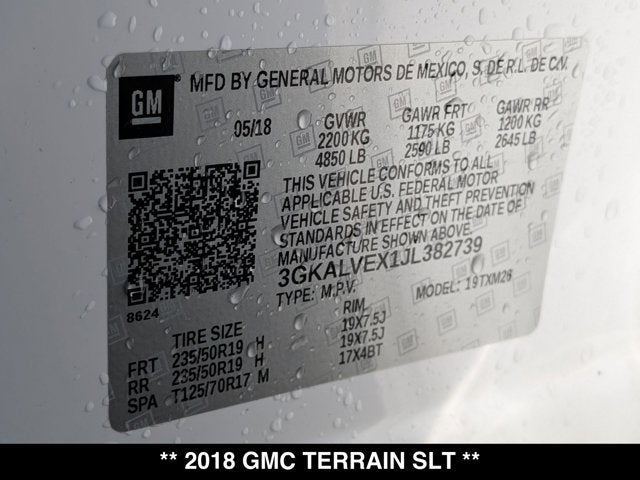 GM
MFD BY GENERAL MOTORS DE MEXICO, S. DE R.L. DE C.V.
05/18
GVWR GAWR FRT GAWR RR
2200 KG 1175 KG 1200 KG
4850 LB 2590 LB 2645 LB
THIS VEHICLE CONFORMS TO ALL
APPLICABLE U.S. FEDERAL MOTOR
VEHICLE SAFETY AND THEFT PREVENTION
STANDARDS IN EFFECT ON THE DATE OF
MANUFACTURE SHOWN ABOVE.
3GKALVEX1JL382739
TYPE: M.P.V. MODEL: 19TXM26
8624
TIRE SIZE RIM
FRT 235/50R19 H 19X7.5J
RR 235/50R19 H 19X7.5J
SPA T125/70R17 M 17X4BT
** 2018 GMC TERRAIN SLT **